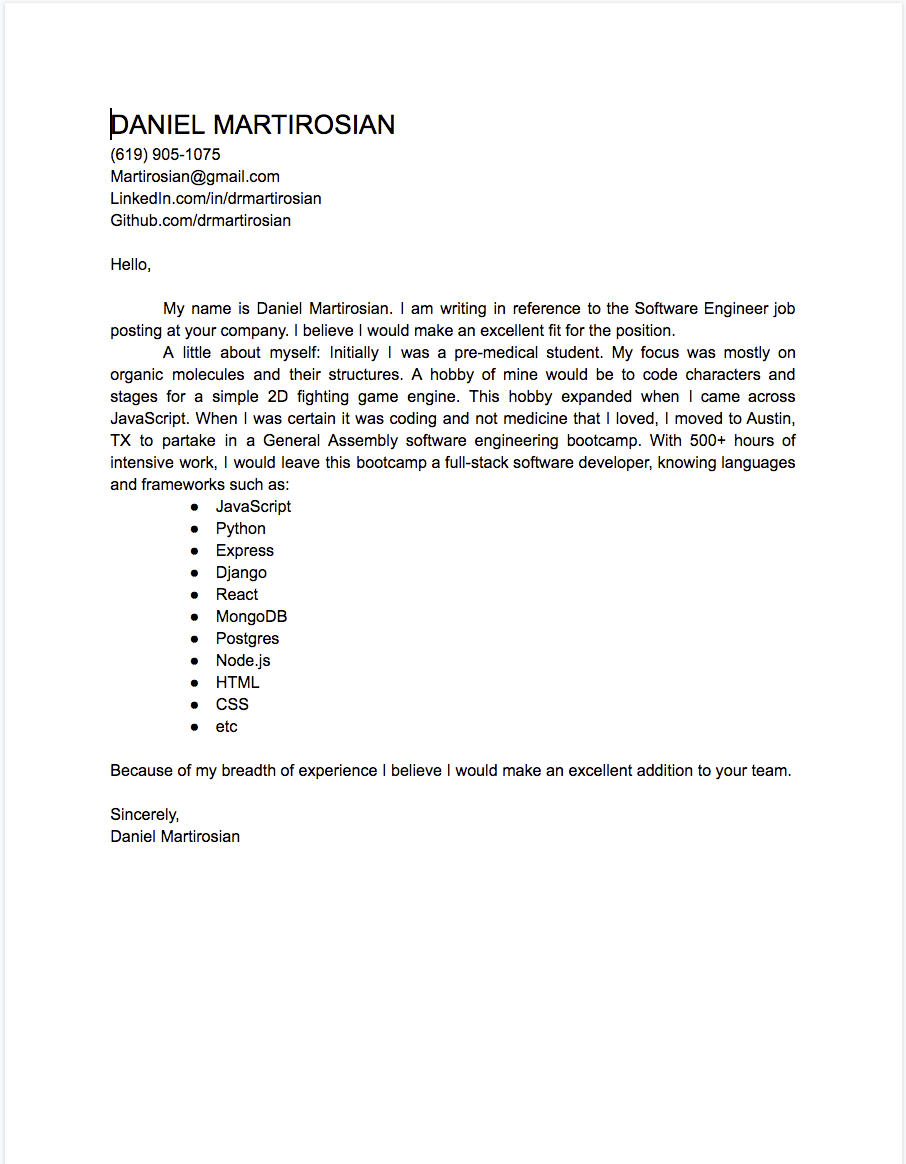 DANIEL MARTIROSIAN
(619) 905-1075
Martirosian@gmail.com
LinkedIn.com/in/drmartirosian
Github.com/drmartirosian
Hello,
My name is Daniel Martirosian. I am writing in reference to the Software Engineer job
posting at your company. I believe I would make an excellent fit for the position.
A little about myself: Initially I was a pre-medical student. My focus was mostly on
organic molecules and their structures. A hobby of mine would be to code characters and
stages for a simple 2D fighting game engine. This hobby expanded when I came across
JavaScript. When I was certain it was coding and not medicine that I loved, I moved to Austin,
TX to partake in a General Assembly software engineering bootcamp. With 500+ hours of
intensive work, I would leave this bootcamp a full-stack software developer, knowing languages
and frameworks such as:
● JavaScript
● Python
● Express
● Django
● React
● MongoDB
● Postgres
● Node.js
● HTML
● CSS
● etc
Because of my breadth of experience I believe I would make an excellent addition to your team.
Sincerely,
Daniel Martirosian